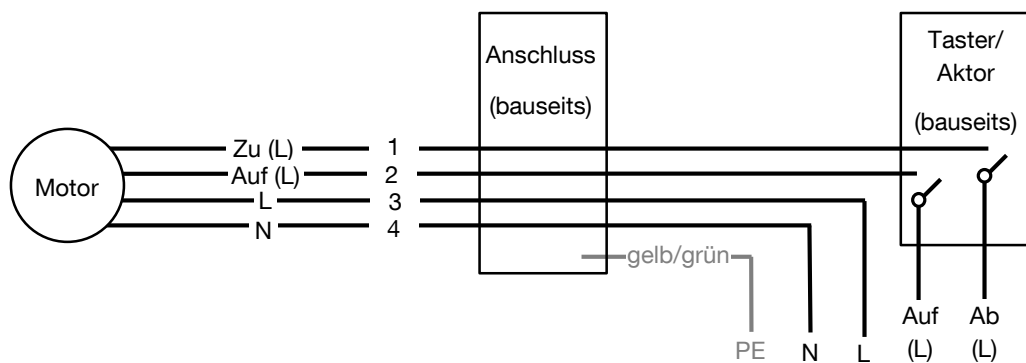 Anschluss
(bauseits)
Taster/
Aktor
(bauseits)
Motor
Zu (L) 1
Auf (L) 2
L 3
N 4
gelb/grün
PE N L
Auf
(L)
Ab
(L)